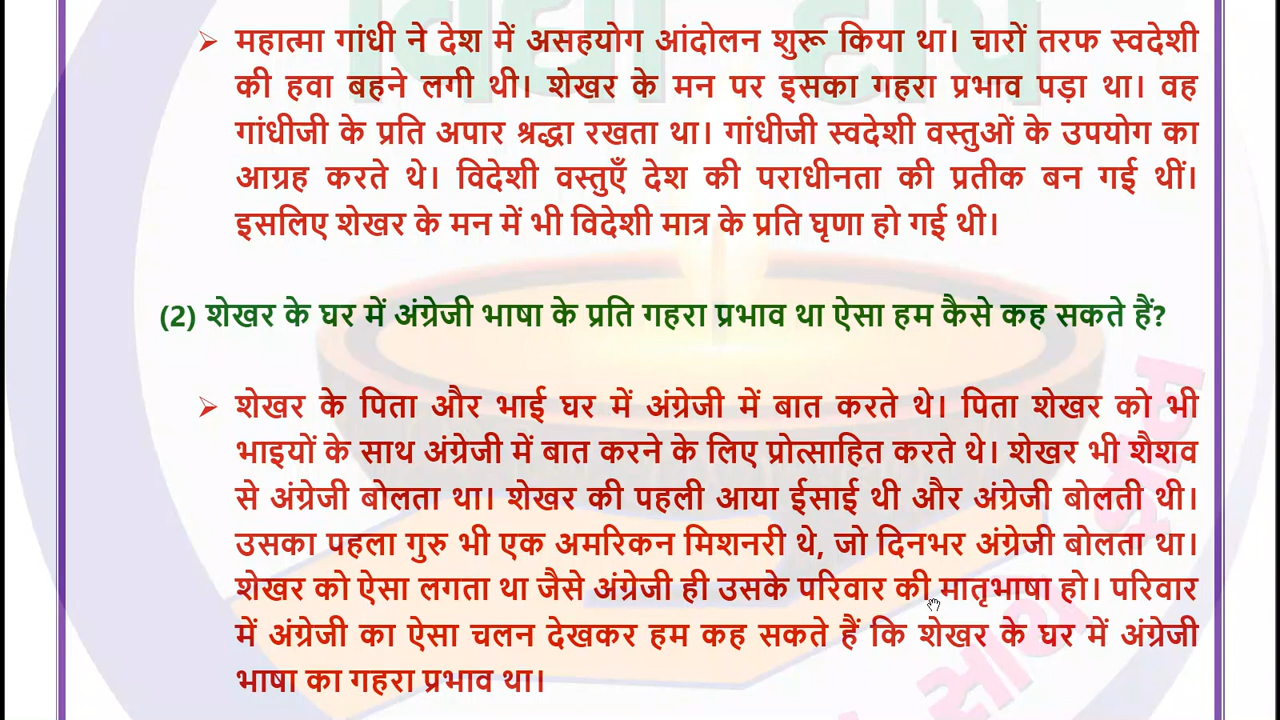 विद्या दीप
➢ महात्मा गांधी ने देश में असहयोग आंदोलन शुरू किया था। चारों तरफ स्वदेशी
की हवा बहने लगी थी। शेखर के मन पर इसका गहरा प्रभाव पड़ा था। वह
गांधीजी के प्रति अपार श्रद्धा रखता था। गांधीजी स्वदेशी वस्तुओं के उपयोग का
आग्रह करते थे। विदेशी वस्तुएँ देश की पराधीनता की प्रतीक बन गई थीं।
इसलिए शेखर के मन में भी विदेशी मात्र के प्रति घृणा हो गई थी।
(2) शेखर के घर में अंग्रेजी भाषा के प्रति गहरा प्रभाव था ऐसा हम कैसे कह सकते हैं?
➢ शेखर के पिता और भाई घर में अंग्रेजी में बात करते थे। पिता शेखर को भी
भाइयों के साथ अंग्रेजी में बात करने के लिए प्रोत्साहित करते थे। शेखर भी शैशव
से अंग्रेजी बोलता था। शेखर की पहली आया ईसाई थी और अंग्रेजी बोलती थी।
उसका पहला गुरु भी एक अमरिकन मिशनरी थे, जो दिनभर अंग्रेजी बोलता था।
शेखर को ऐसा लगता था जैसे अंग्रेजी ही उसके परिवार की मातृभाषा हो। परिवार
में अंग्रेजी का ऐसा चलन देखकर हम कह सकते हैं कि शेखर के घर में अंग्रेजी
भाषा का गहरा प्रभाव था।
साथ